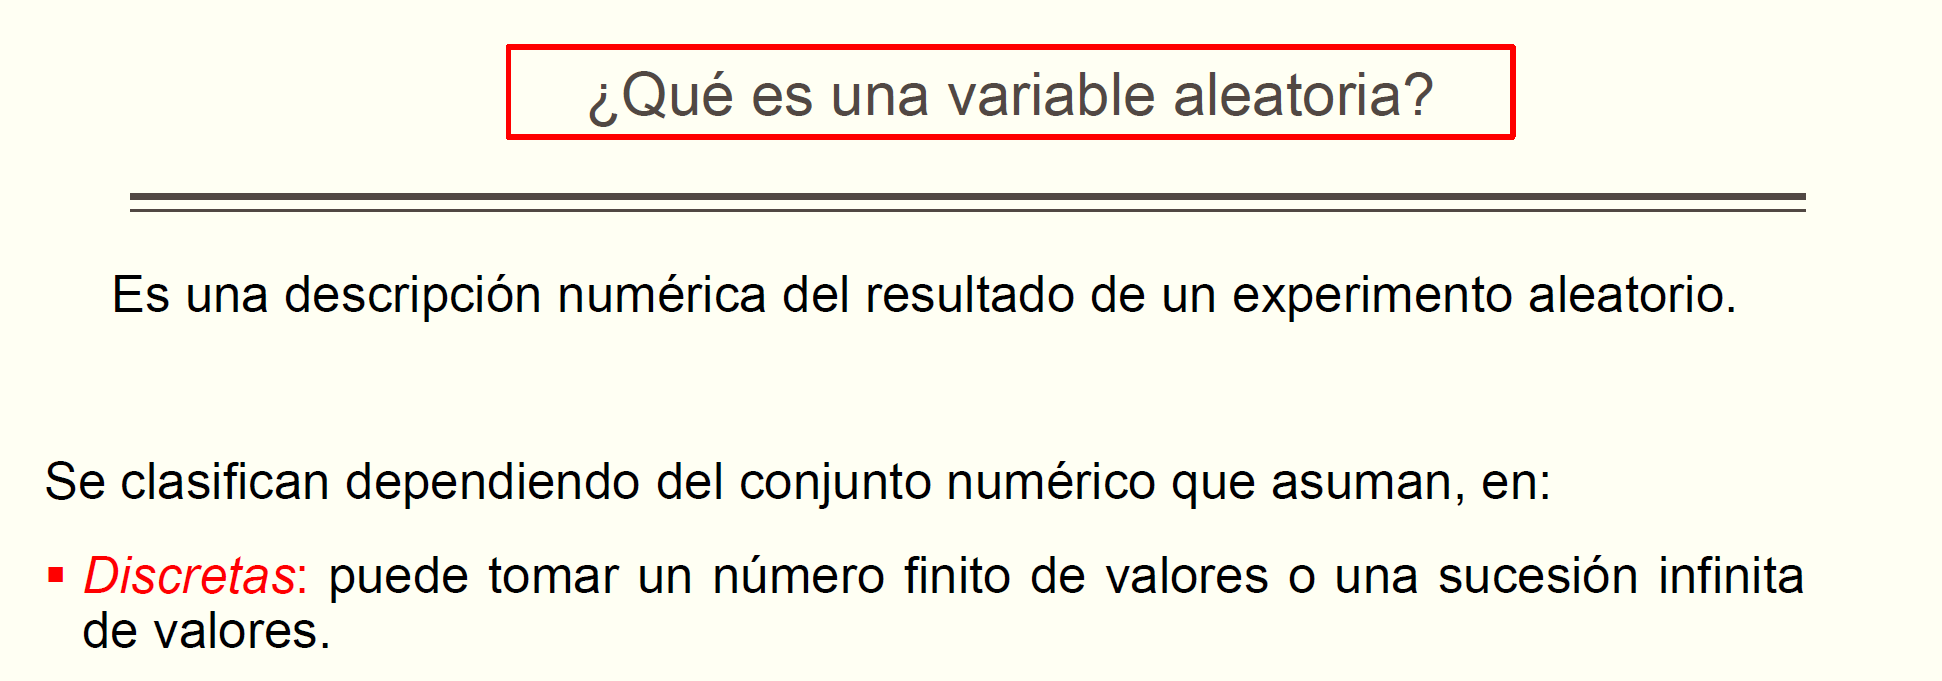 ¿Qué es una variable aleatoria?
Es una descripción numérica del resultado de un experimento aleatorio.
Se clasifican dependiendo del conjunto numérico que asuman, en:
▪ Discretas: puede tomar un número finito de valores o una sucesión infinita
de valores.